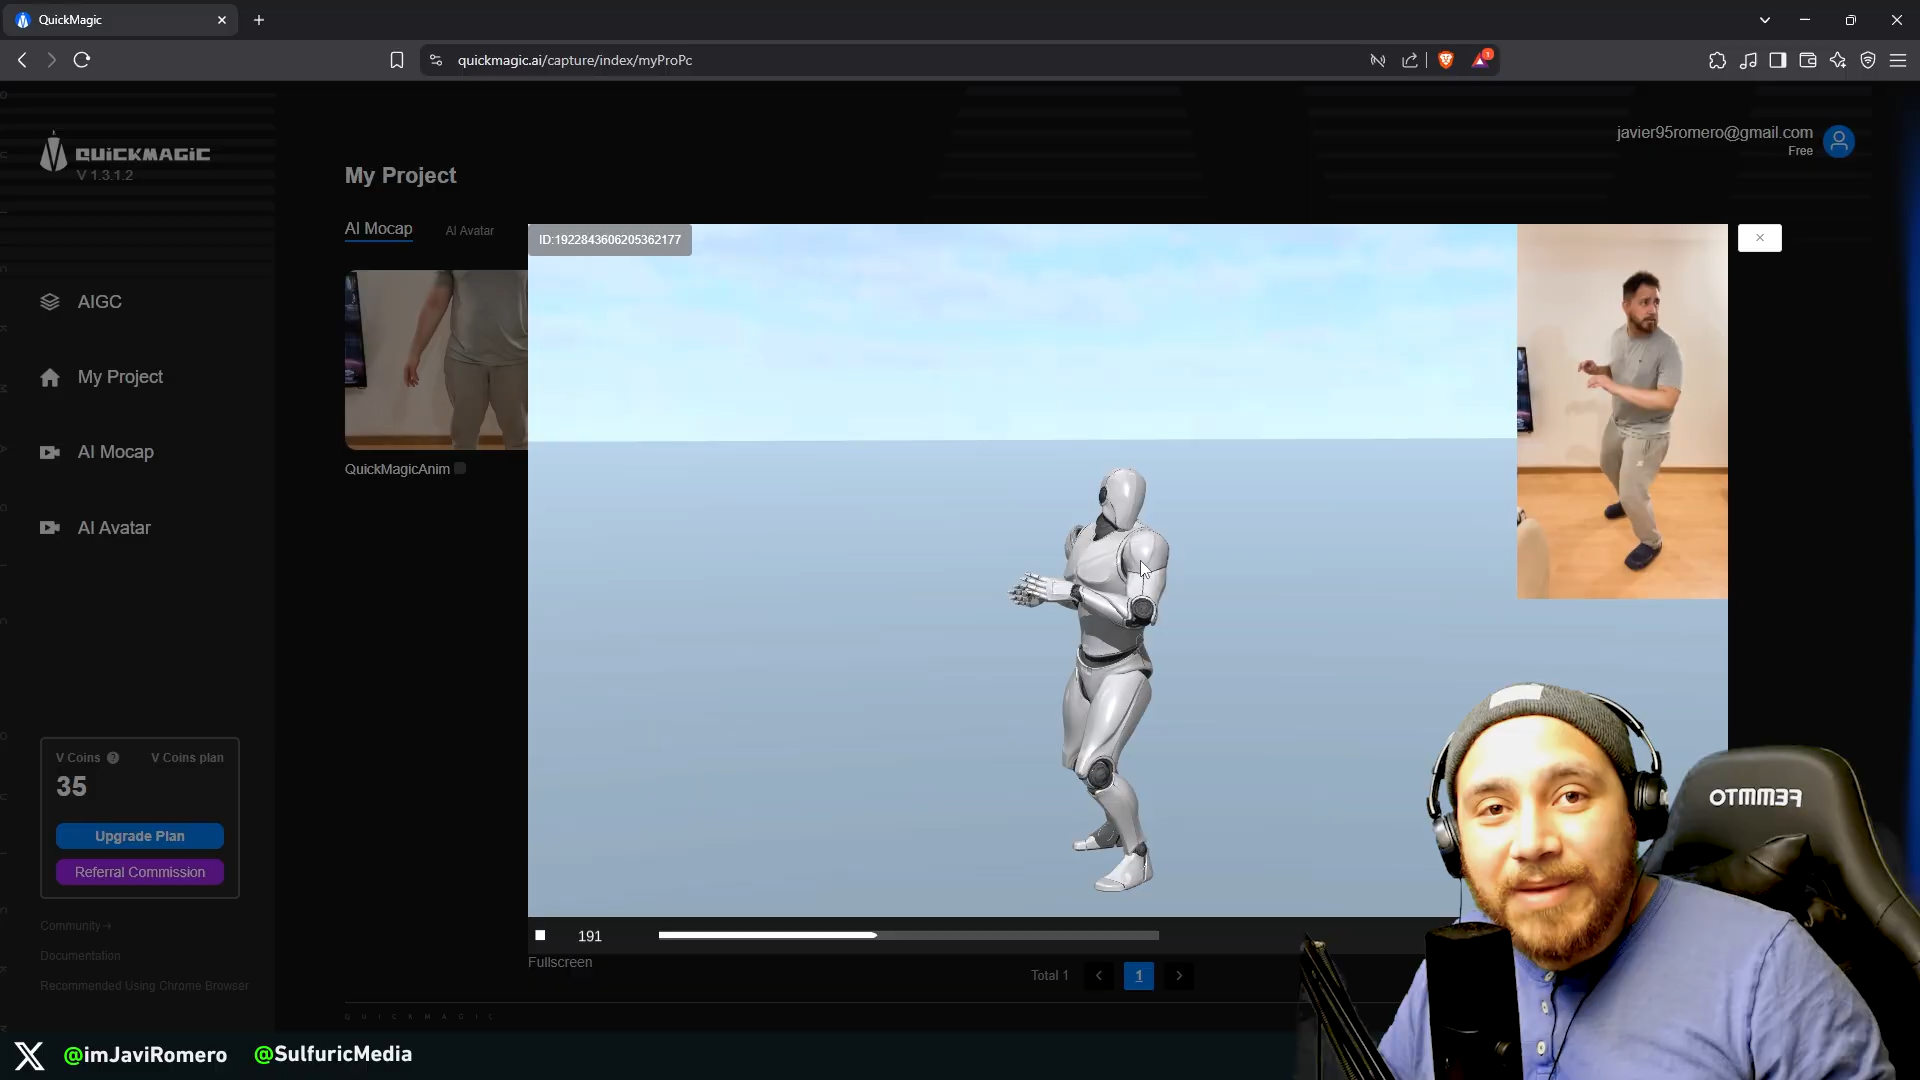 QuickMagic
quickmagic.ai/capture/index/myProPc
1
QUICKMAGIC
V 1.3.1.2
javier95romero@gmail.com
Free
My Project
AI Mocap
AI Avatar
ID:1922843606205362177
AIGC
My Project
AI Mocap
AI Avatar
QuickMagicAnim
V Coins
V Coins plan
35
Upgrade Plan
Referral Commission
Community
Documentation
Recommended Using Chrome Browser
191
Fullscreen
Total 1
1
QUICKMAGIC
@imJaviRomero
@SulfuricMedia